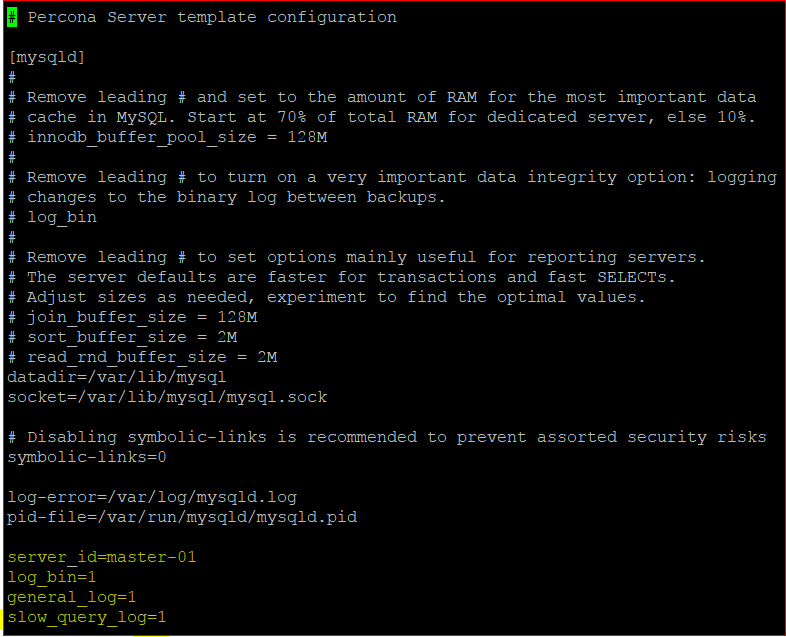 # Percona Server template configuration
[mysqld]
#
# Remove leading # and set to the amount of RAM for the most important data
# cache in MySQL. Start at 70% of total RAM for dedicated server, else 10%.
# innodb_buffer_pool_size = 128M
#
# Remove leading # to turn on a very important data integrity option: logging
# changes to the binary log between backups.
# log_bin
#
# Remove leading # to set options mainly useful for reporting servers.
# The server defaults are faster for transactions and fast SELECTs.
# Adjust sizes as needed, experiment to find the optimal values.
# join_buffer_size = 128M
# sort_buffer_size = 2M
# read_rnd_buffer_size = 2M
datadir=/var/lib/mysql
socket=/var/lib/mysql/mysql.sock
# Disabling symbolic-links is recommended to prevent assorted security risks
symbolic-links=0
log-error=/var/log/mysqld.log
pid-file=/var/run/mysqld/mysqld.pid
server_id=master-01
log_bin=1
general_log=1
slow_query_log=1